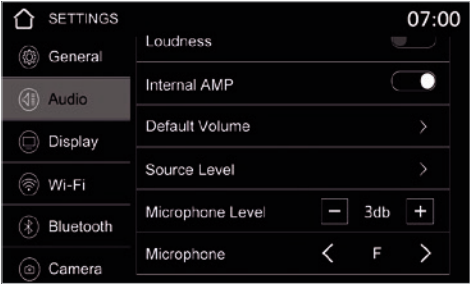 SETTINGS 07:00
General
Audio
Display
Wi-Fi
Bluetooth
Camera
Loudness
Internal AMP
Default Volume >
Source Level >
Microphone Level − 3db +
Microphone < F >